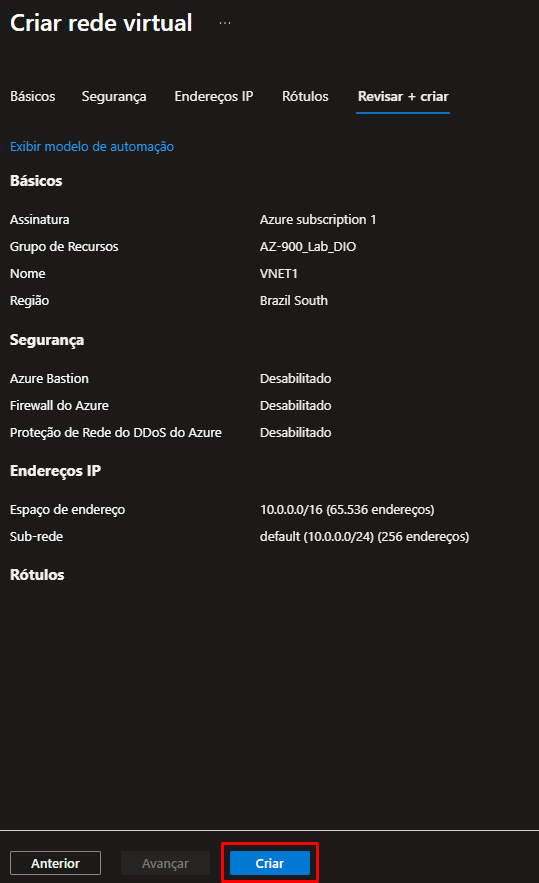 Criar rede virtual ...
Básicos Segurança Endereços IP Rótulos Revisar + criar
Exibir modelo de automação
Básicos
Assinatura Azure subscription 1
Grupo de Recursos AZ-900_Lab_DIO
Nome VNET1
Região Brazil South
Segurança
Azure Bastion Desabilitado
Firewall do Azure Desabilitado
Proteção de Rede do DDoS do Azure Desabilitado
Endereços IP
Espaço de endereço 10.0.0.0/16 (65.536 endereços)
Sub-rede default (10.0.0.0/24) (256 endereços)
Rótulos
Anterior Avançar Criar